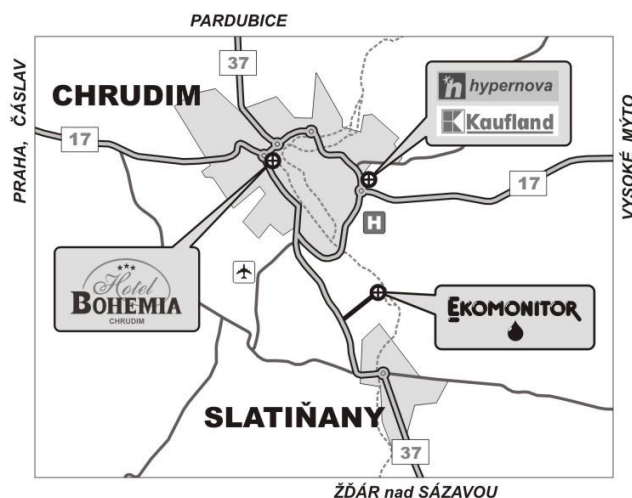 PARDUBICE
PRAHA, ČÁSLAV
VYSOKÉ MÝTO
37
CHRUDIM
hypernova
Kaufland
17
17
H
Hotel
BOHEMIA
CHRUDIM
EKOMONITOR
SLATIŇANY
37
ŽĎÁR nad SÁZAVOU